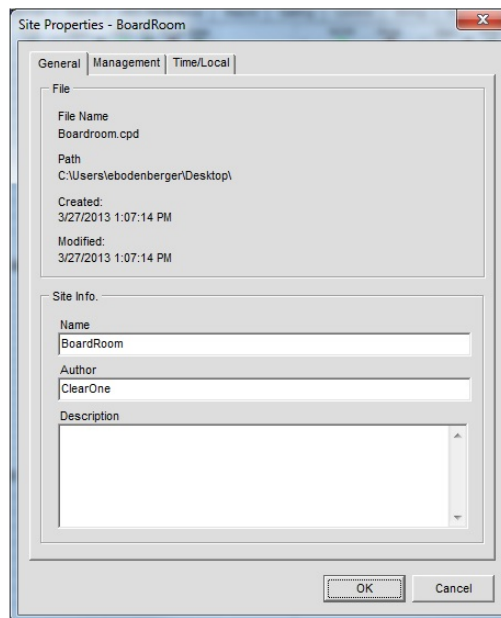 Site Properties - BoardRoom
General Management Time/Local
File
File Name
Boardroom.cpd
Path
C:\Users\ebodenberger\Desktop\
Created:
3/27/2013 1:07:14 PM
Modified:
3/27/2013 1:07:14 PM
Site Info.
Name
BoardRoom
Author
ClearOne
Description
OK Cancel